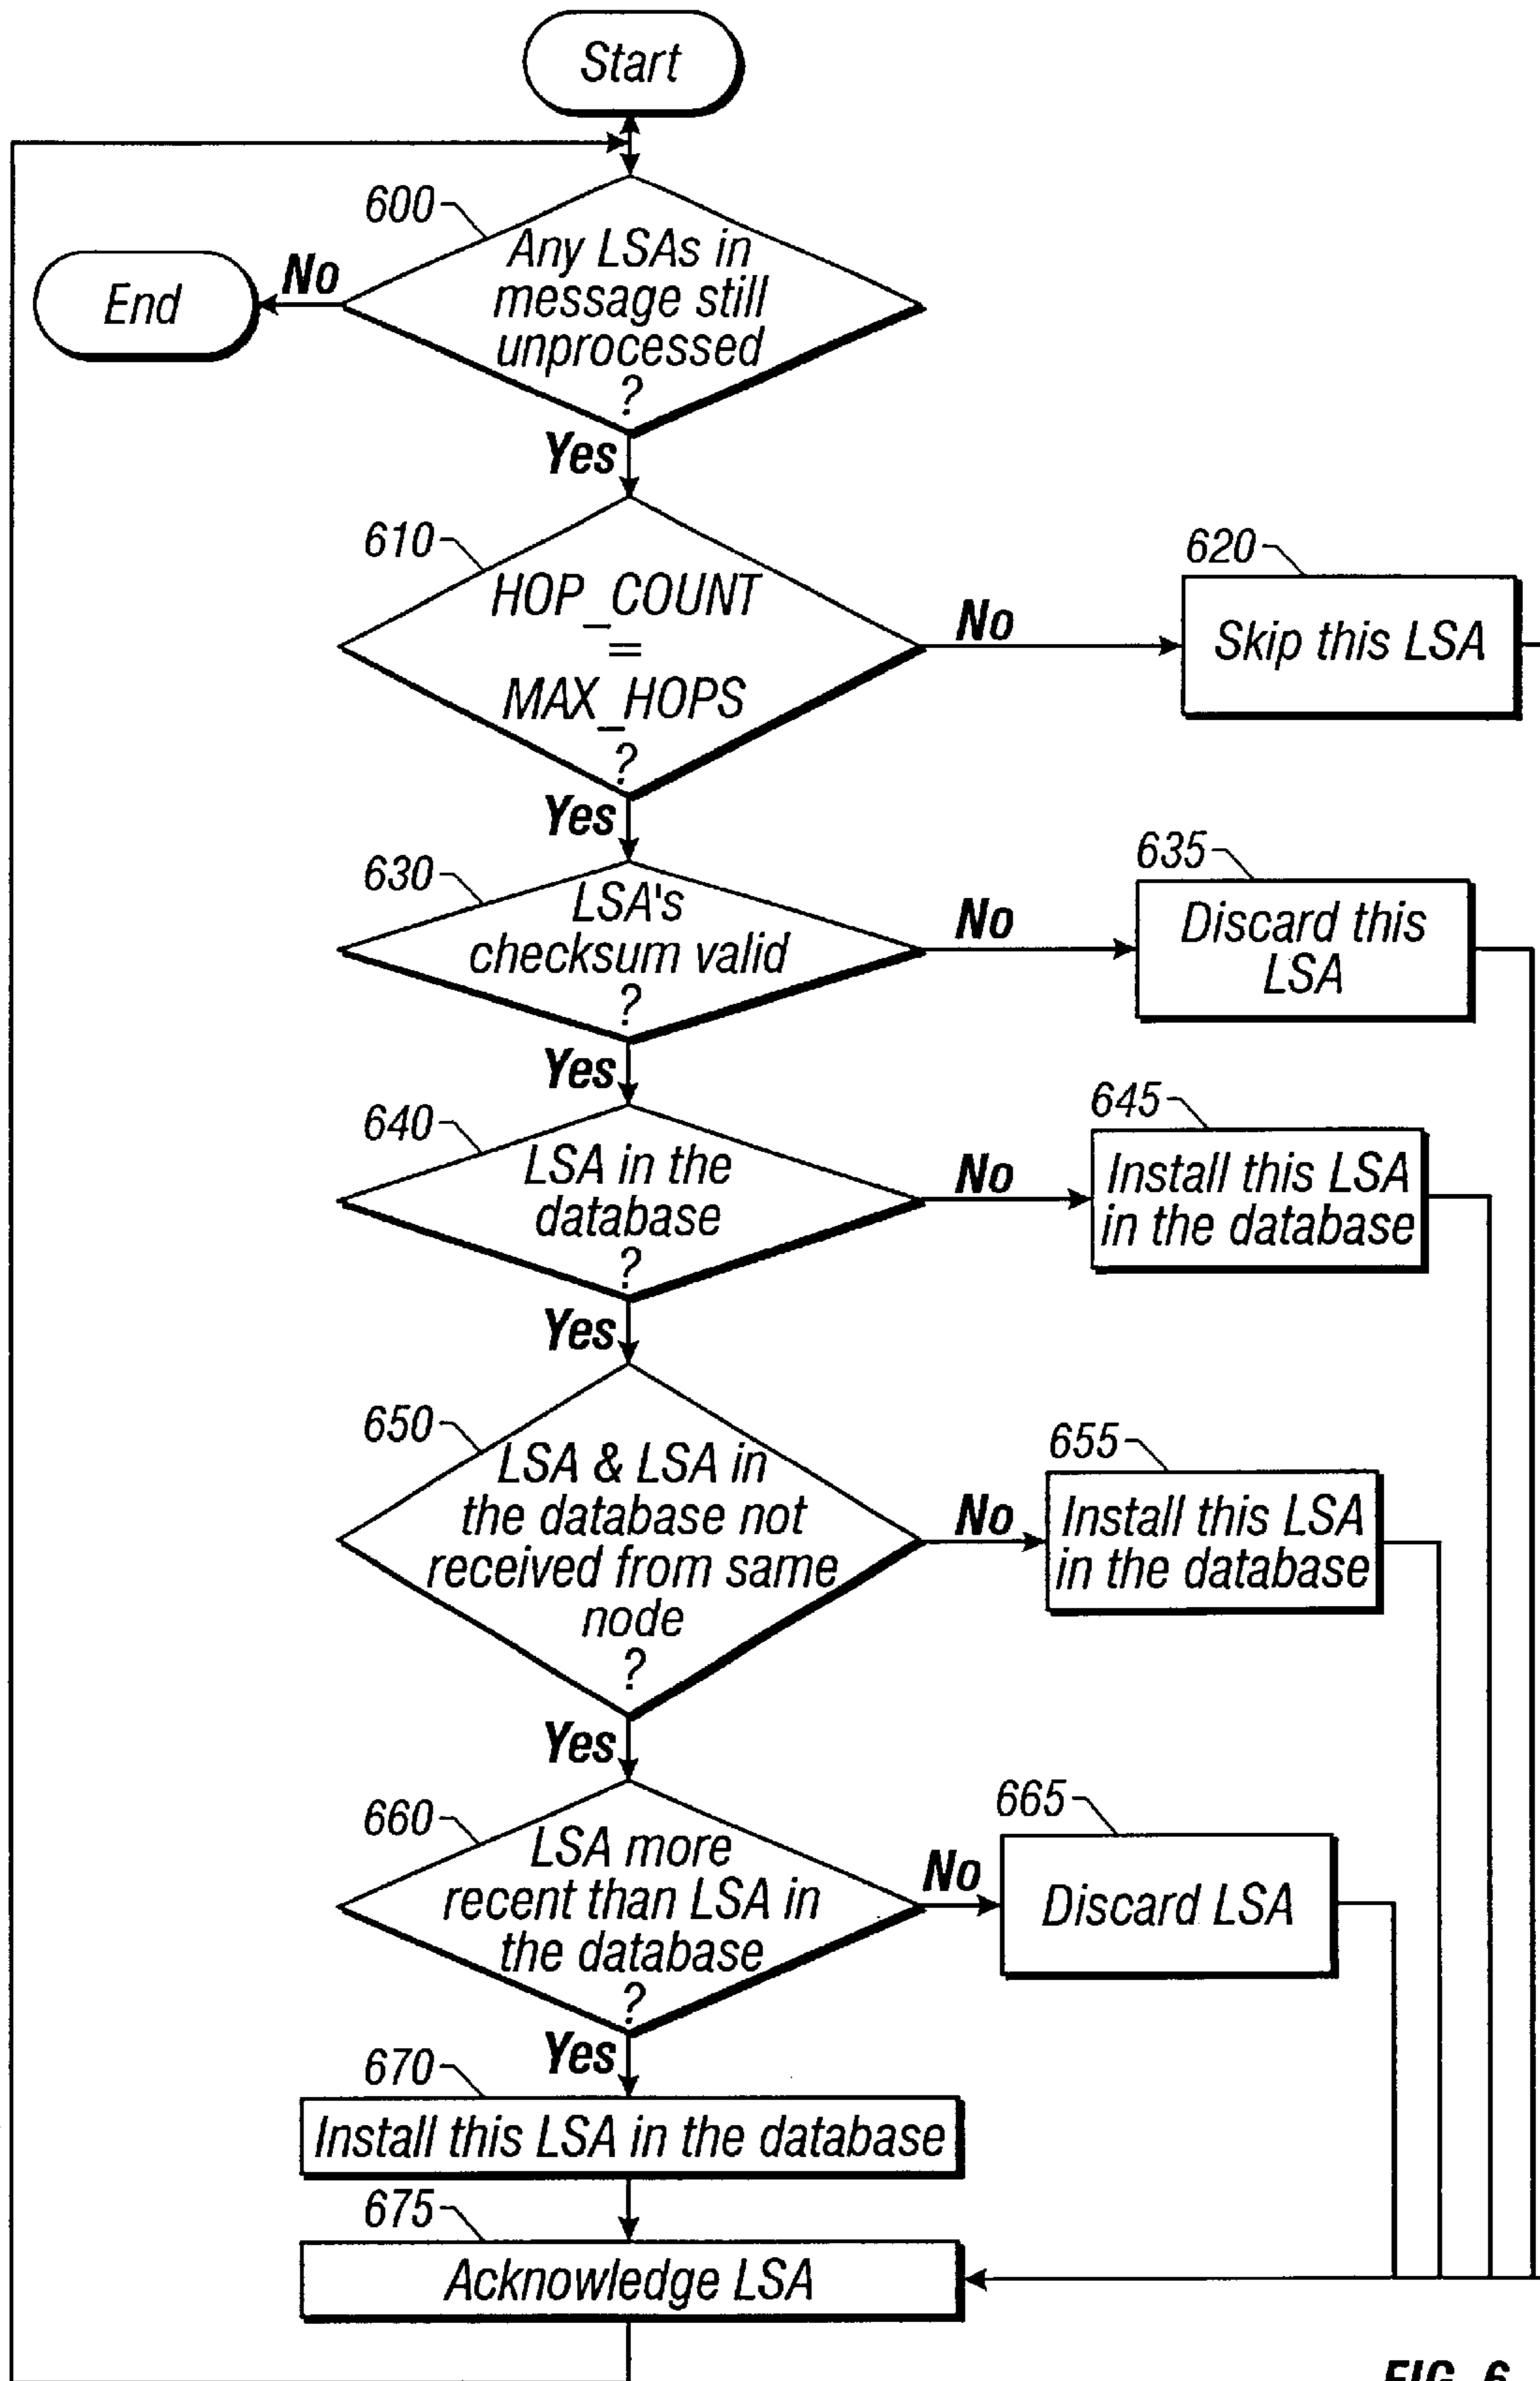 Start
600
Any LSAs in
message still
unprocessed
?
No
End
Yes
610
HOP_COUNT
=
MAX_HOPS
?
No
620
Skip this LSA
Yes
630
LSA's
checksum valid
?
No
635
Discard this
LSA
Yes
640
LSA in the
database
?
No
645
Install this LSA
in the database
Yes
650
LSA & LSA in
the database not
received from same
node
?
No
655
Install this LSA
in the database
Yes
660
LSA more
recent than LSA in
the database
?
No
665
Discard LSA
Yes
670
Install this LSA in the database
675
Acknowledge LSA
FIG. 6